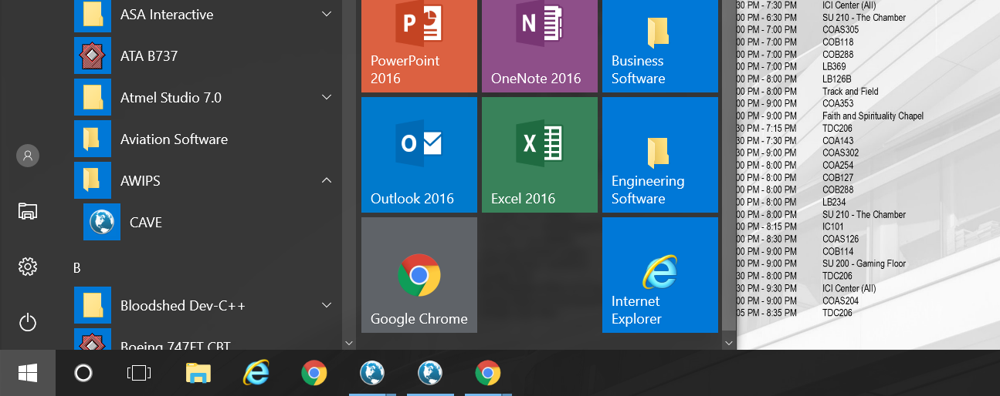 ASA Interactive
ATA B737
Atmel Studio 7.0
Aviation Software
AWIPS
CAVE
B
Bloodshed Dev-C++
Boeing 747FT CBT
PowerPoint
2016
OneNote 2016
Business
Software
Outlook 2016
Excel 2016
Engineering
Software
Google Chrome
Internet
Explorer
30 PM - 7:30 PM ICI Center (All)
00 PM - 6:30 PM SU 210 - The Chamber
00 PM - 7:00 PM COAS305
00 PM - 7:00 PM COB118
00 PM - 7:00 PM COB288
00 PM - 7:00 PM LB369
00 PM - 8:00 PM LB126B
00 PM - 8:00 PM Track and Field
00 PM - 9:00 PM COA353
00 PM - 9:00 PM Faith and Spirituality Chapel
30 PM - 7:15 PM TDC206
30 PM - 7:30 PM COA143
30 PM - 9:00 PM COAS302
00 PM - 8:00 PM COA254
00 PM - 8:00 PM COB127
00 PM - 8:00 PM COB288
00 PM - 8:00 PM LB234
00 PM - 8:00 PM SU 210 - The Chamber
00 PM - 8:15 PM IC101
00 PM - 8:30 PM COAS126
00 PM - 9:00 PM COB114
00 PM - 9:00 PM SU 200 - Gaming Floor
30 PM - 8:00 PM TDC206
30 PM - 9:30 PM ICI Center (All)
00 PM - 9:00 PM COAS204
05 PM - 8:35 PM TDC206